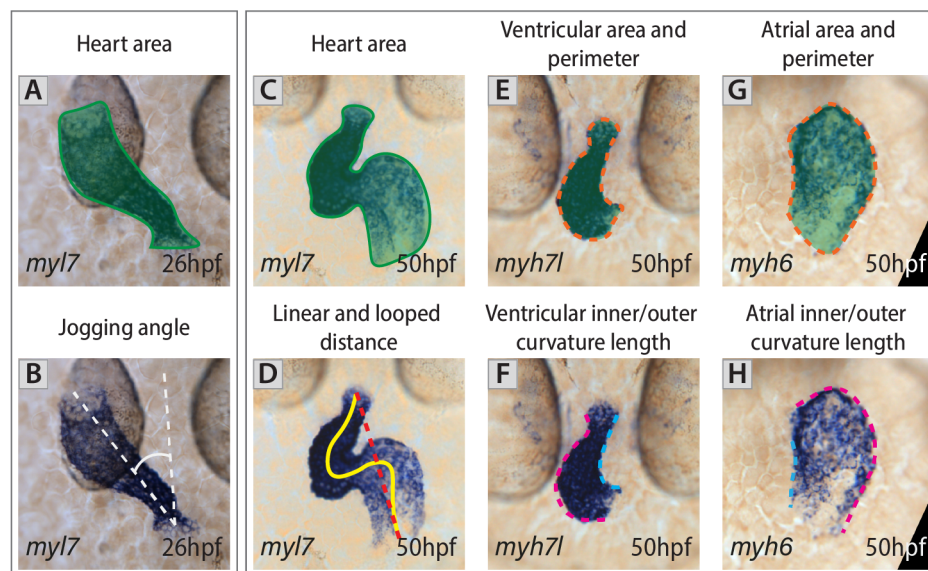 Heart area
A
myl7
26hpf
Jogging angle
B
myl7
26hpf
Heart area
C
myl7
50hpf
Linear and looped
distance
D
myl7
50hpf
Ventricular area and
perimeter
E
myh7l
50hpf
Ventricular inner/outer
curvature length
F
myh7l
50hpf
Atrial area and
perimeter
G
myh6
50hpf
Atrial inner/outer
curvature length
H
myh6
50hpf